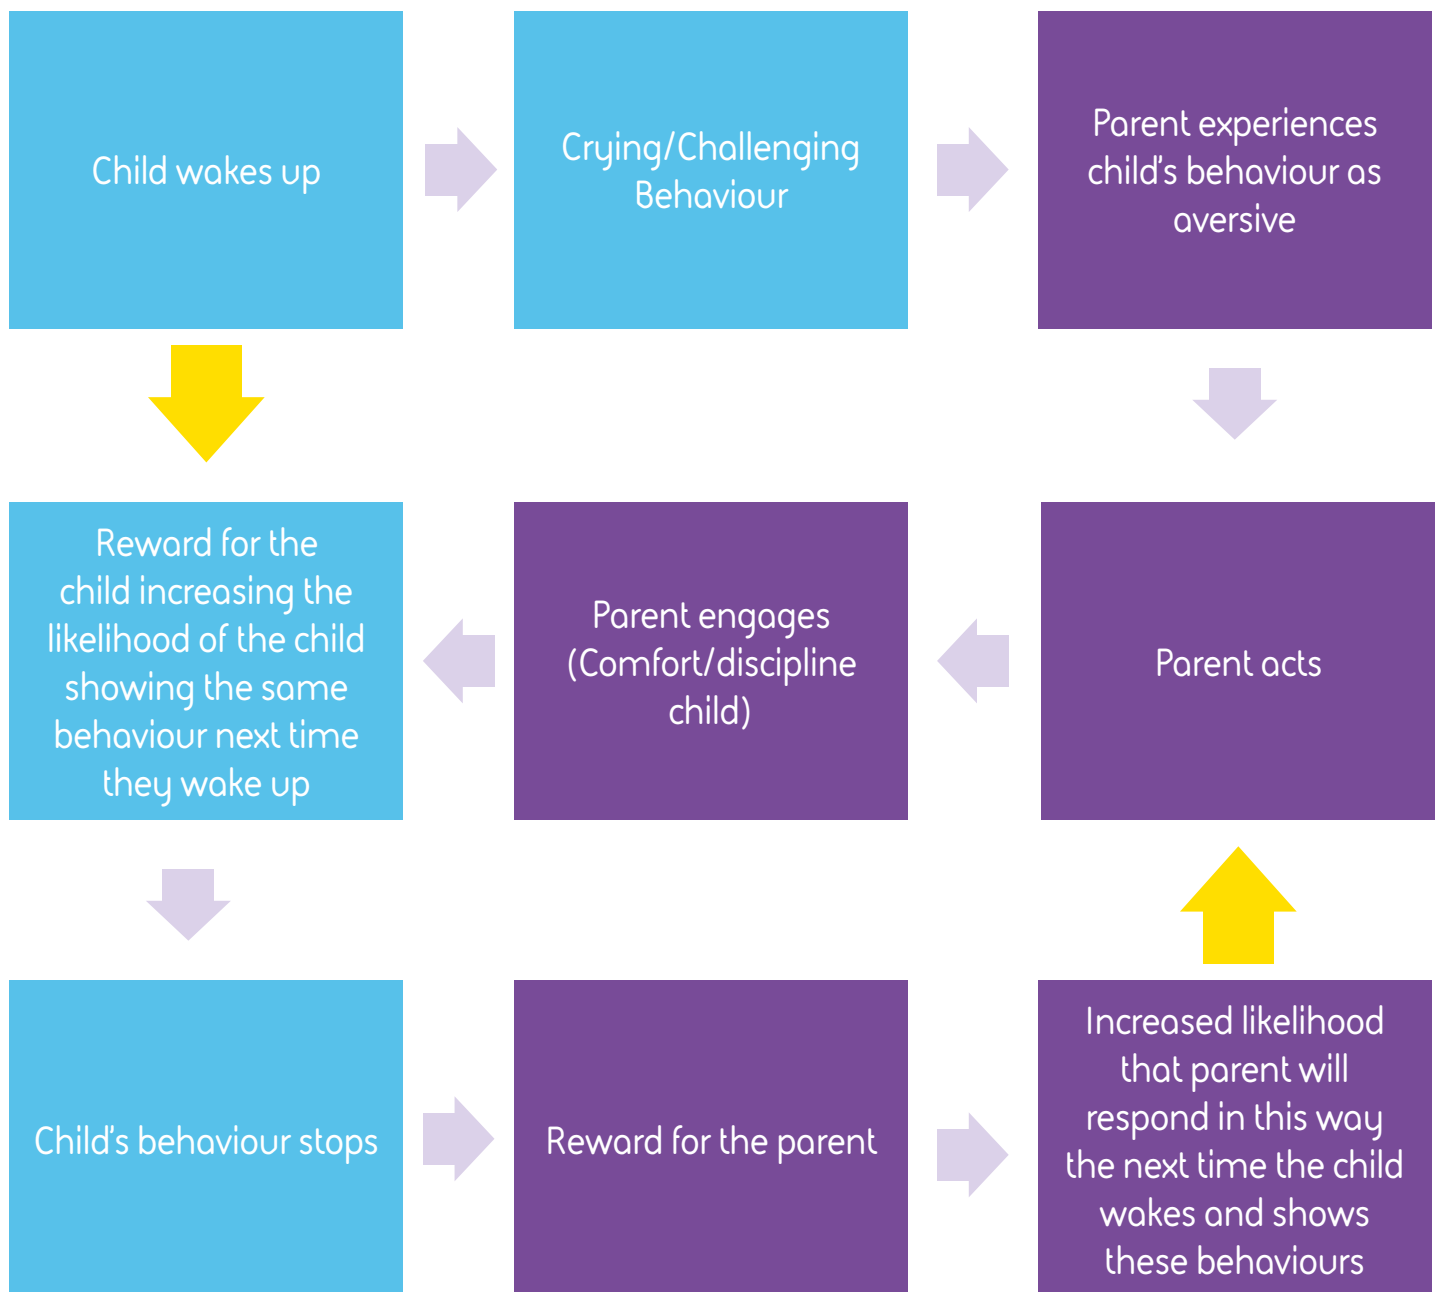 Child wakes up
Crying/Challenging
Behaviour
Parent experiences
child's behaviour as
aversive
Reward for the
child increasing the
likelihood of the child
showing the same
behaviour next time
they wake up
Parent engages
(Comfort/discipline
child)
Parent acts
Child's behaviour stops
Reward for the parent
Increased likelihood
that parent will
respond in this way
the next time the child
wakes and shows
these behaviours